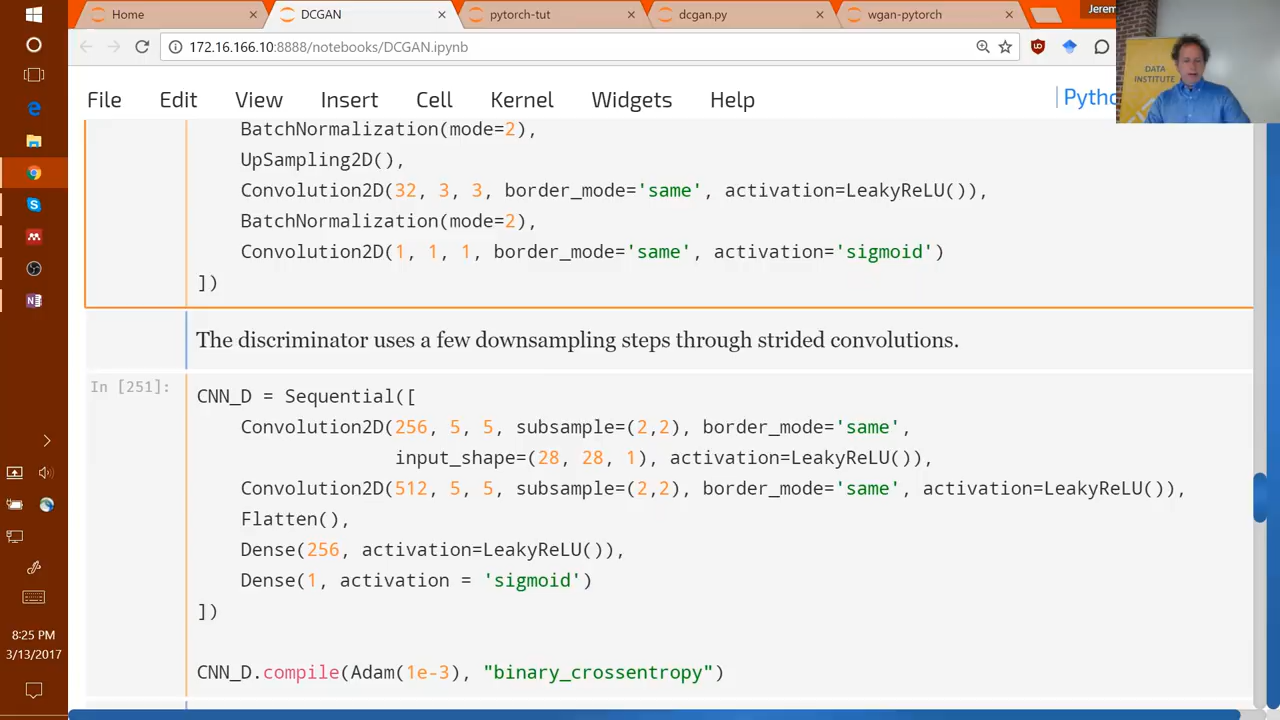 Home
DCGAN
pytorch-tut
dcgan.py
wgan-pytorch
Jerem
172.16.166.10:8888/notebooks/DCGAN.ipynb
DATA
INSTITUTE
File Edit View Insert Cell Kernel Widgets Help
Pytho
BatchNormalization(mode=2),
UpSampling2D(),
Convolution2D(32, 3, 3, border_mode='same', activation=LeakyReLU()),
BatchNormalization(mode=2),
Convolution2D(1, 1, 1, border_mode='same', activation='sigmoid')
])
The discriminator uses a few downsampling steps through strided convolutions.
In [251]:
CNN_D = Sequential([
Convolution2D(256, 5, 5, subsample=(2,2), border_mode='same',
input_shape=(28, 28, 1), activation=LeakyReLU()),
Convolution2D(512, 5, 5, subsample=(2,2), border_mode='same', activation=LeakyReLU()),
Flatten(),
Dense(256, activation=LeakyReLU()),
Dense(1, activation = 'sigmoid')
])
CNN_D.compile(Adam(1e-3), "binary_crossentropy")
8:25 PM
3/13/2017